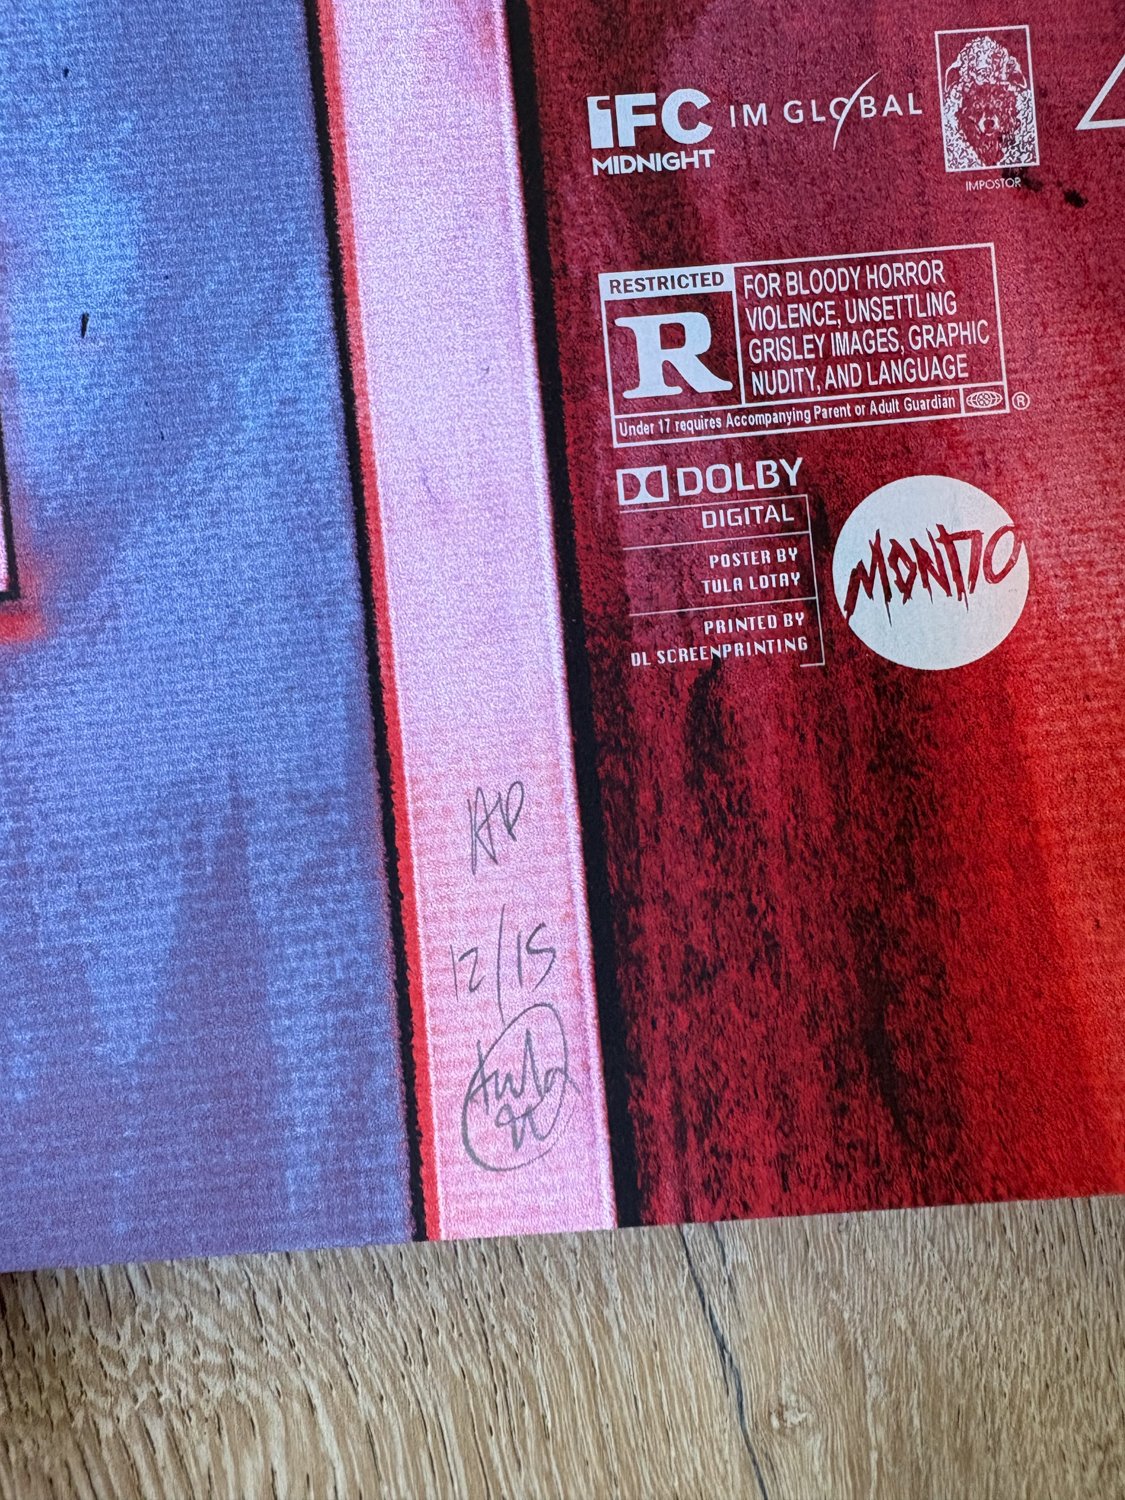 IFC
MIDNIGHT
IM GLOBAL
IMPOSTOR
RESTRICTED
R
FOR BLOODY HORROR
VIOLENCE, UNSETTLING
GRISLEY IMAGES, GRAPHIC
NUDITY, AND LANGUAGE
Under 17 requires Accompanying Parent or Adult Guardian ®
DOLBY
DIGITAL
POSTER BY
TULA LOTAY
PRINTED BY
DL SCREENPRINTING
MONDO
AP
12/15
tula